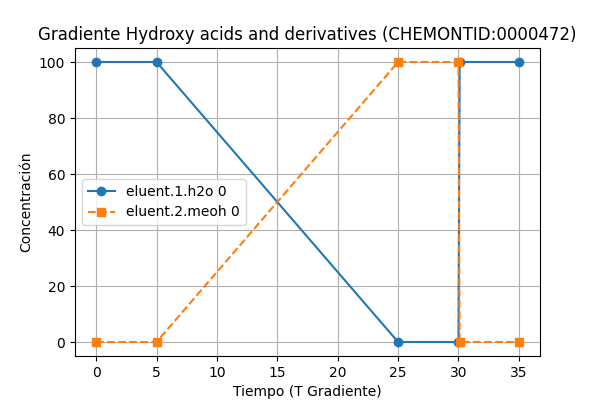 Gradiente Hydroxy acids and derivatives (CHEMONTID:0000472)
Concentración
100
80
60
40
20
0
eluent.1.h2o 0
eluent.2.meoh 0
0 5 10 15 20 25 30 35
Tiempo (T Gradiente)